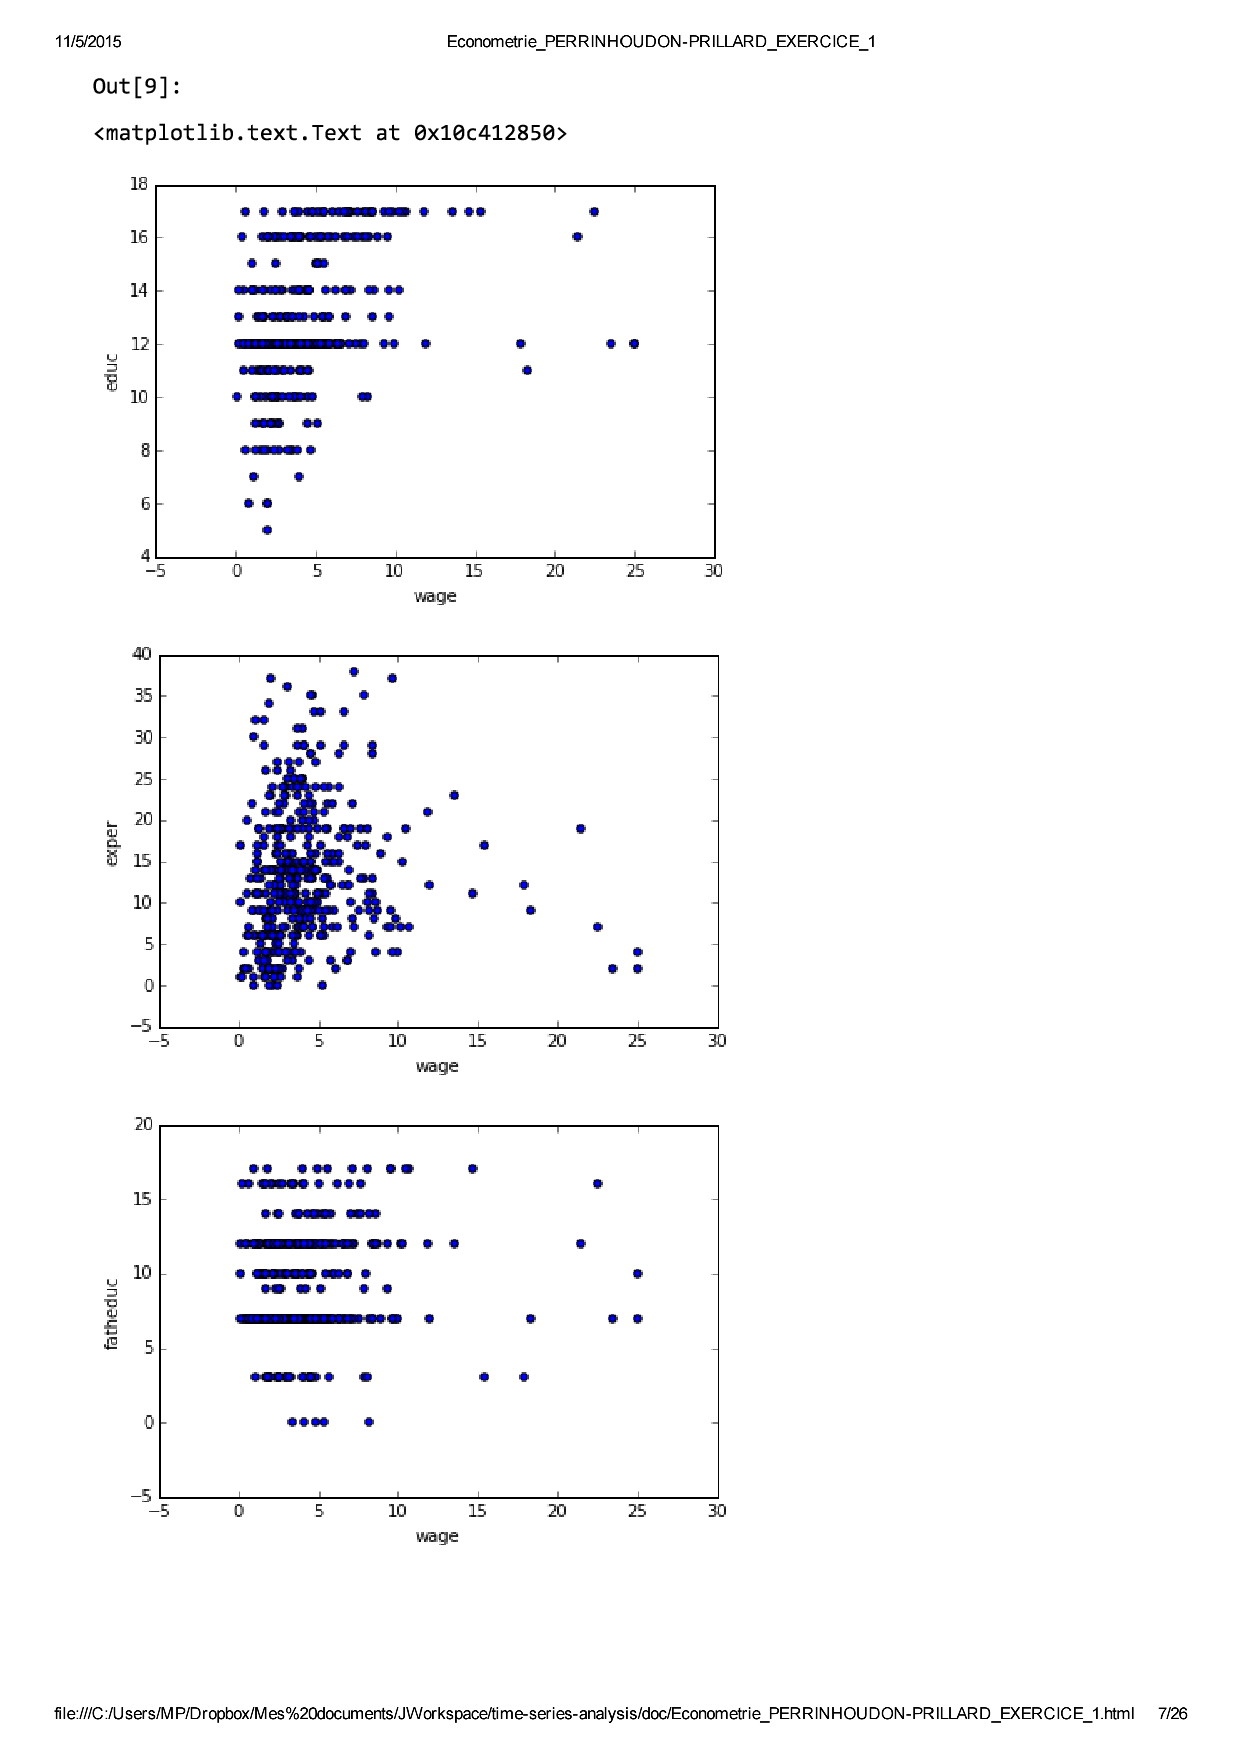 11/5/2015 Econometrie_PERRINHOUDON-PRILLARD_EXERCICE_1
Out[9]:
<matplotlib.text.Text at 0x10c412850>
18
16
14
12
10
8
6
4
educ
−5 0 5 10 15 20 25 30
wage
40
35
30
25
20
15
10
5
0
−5
exper
−5 0 5 10 15 20 25 30
wage
20
15
10
5
0
−5
fatheduc
−5 0 5 10 15 20 25 30
wage
file:///C:/Users/MP/Dropbox/Mes%20documents/JWorkspace/time-series-analysis/doc/Econometrie_PERRINHOUDON-PRILLARD_EXERCICE_1.html 7/26